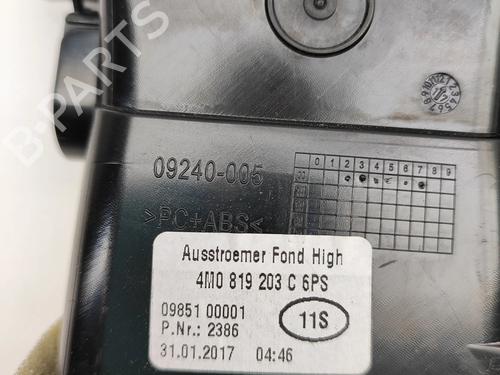 B-PARTS
09240-005
>PC+ABS<
0 1 2 3 4 5 6 7 8 9
Ausstroemer Fond High
4M0 819 203 C 6PS
09851 00001
11S
P.Nr.: 2386
31.01.2017 04:46